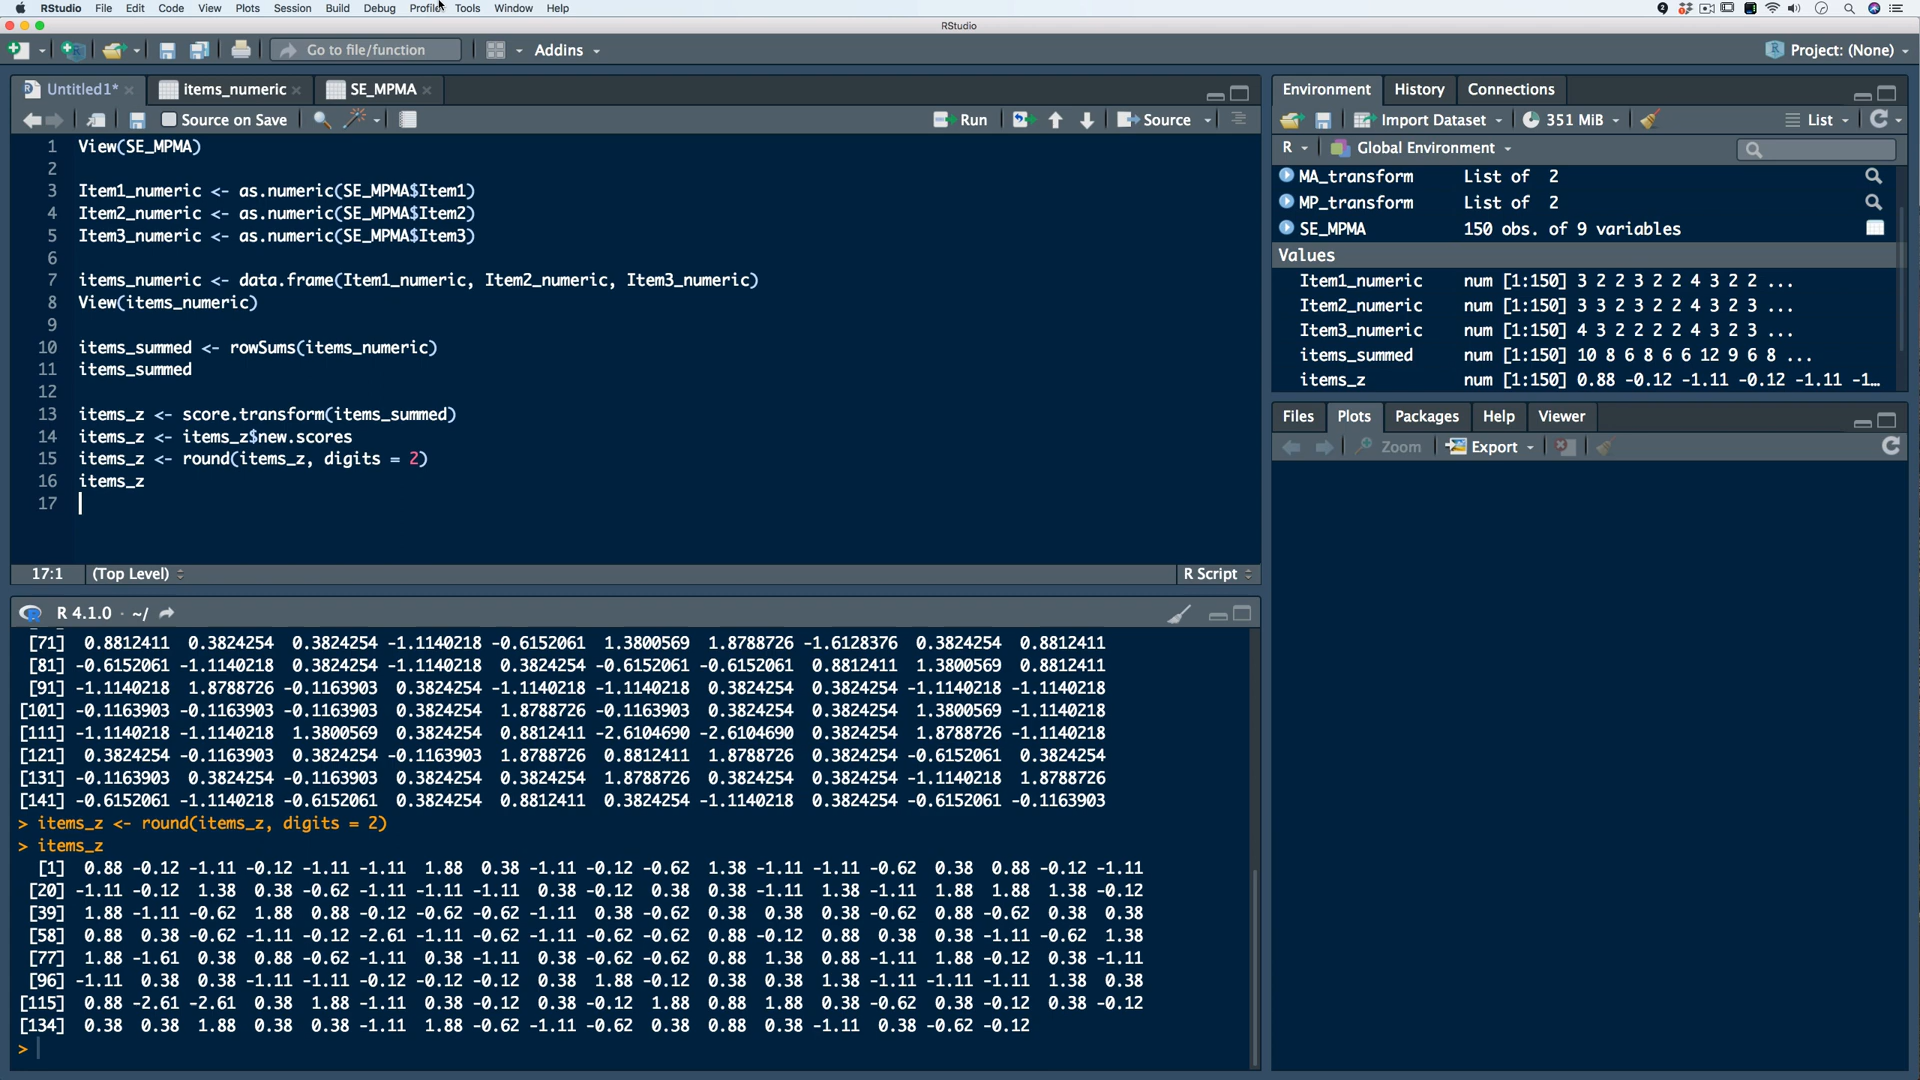 RStudio File Edit Code View Plots Session Build Debug Profile Tools Window Help
RStudio
Go to file/function Addins Project: (None)
Untitled1* items_numeric SE_MPMA
Source on Save Run Source
1 View(SE_MPMA)
2
3 Item1_numeric <- as.numeric(SE_MPMA$Item1)
4 Item2_numeric <- as.numeric(SE_MPMA$Item2)
5 Item3_numeric <- as.numeric(SE_MPMA$Item3)
6
7 items_numeric <- data.frame(Item1_numeric, Item2_numeric, Item3_numeric)
8 View(items_numeric)
9
10 items_summed <- rowSums(items_numeric)
11 items_summed
12
13 items_z <- score.transform(items_summed)
14 items_z <- items_z$new.scores
15 items_z <- round(items_z, digits = 2)
16 items_z
17
17:1 (Top Level) R Script
R 4.1.0 · ~/
[71] 0.8812411 0.3824254 0.3824254 -1.1140218 -0.6152061 1.3800569 1.8788726 -1.6128376 0.3824254 0.8812411
[81] -0.6152061 -1.1140218 0.3824254 -1.1140218 0.3824254 -0.6152061 -0.6152061 0.8812411 1.3800569 0.8812411
[91] -1.1140218 1.8788726 -0.1163903 0.3824254 -1.1140218 -1.1140218 0.3824254 0.3824254 -1.1140218 -1.1140218
[101] -0.1163903 -0.1163903 -0.1163903 0.3824254 1.8788726 -0.1163903 0.3824254 0.3824254 1.3800569 -1.1140218
[111] -1.1140218 -1.1140218 1.3800569 0.3824254 0.8812411 -2.6104690 -2.6104690 0.3824254 1.8788726 -1.1140218
[121] 0.3824254 -0.1163903 0.3824254 -0.1163903 1.8788726 0.8812411 1.8788726 0.3824254 -0.6152061 0.3824254
[131] -0.1163903 0.3824254 -0.1163903 0.3824254 0.3824254 1.8788726 0.3824254 0.3824254 -1.1140218 1.8788726
[141] -0.6152061 -1.1140218 -0.6152061 0.3824254 0.8812411 0.3824254 -1.1140218 0.3824254 -0.6152061 -0.1163903
> items_z <- round(items_z, digits = 2)
> items_z
[1] 0.88 -0.12 -1.11 -0.12 -1.11 -1.11 1.88 0.38 -1.11 -0.12 -0.62 1.38 -1.11 -1.11 -0.62 0.38 0.88 -0.12 -1.11
[20] -1.11 -0.12 1.38 0.38 -0.62 -1.11 -1.11 -1.11 0.38 -0.12 0.38 0.38 -1.11 1.38 -1.11 1.88 1.88 1.38 -0.12
[39] 1.88 -1.11 -0.62 1.88 0.88 -0.12 -0.62 -0.62 -1.11 0.38 -0.62 0.38 0.38 0.38 -0.62 0.88 -0.62 0.38 0.38
[58] 0.88 0.38 -0.62 -1.11 -0.12 -2.61 -1.11 -0.62 -1.11 -0.62 -0.62 0.88 -0.12 0.88 0.38 0.38 -1.11 -0.62 1.38
[77] 1.88 -1.61 0.38 0.88 -0.62 -1.11 0.38 -1.11 0.38 -0.62 -0.62 0.88 1.38 0.88 -1.11 1.88 -0.12 0.38 -1.11
[96] -1.11 0.38 0.38 -1.11 -1.11 -0.12 -0.12 -0.12 0.38 1.88 -0.12 0.38 0.38 1.38 -1.11 -1.11 -1.11 1.38 0.38
[115] 0.88 -2.61 -2.61 0.38 1.88 -1.11 0.38 -0.12 0.38 -0.12 1.88 0.88 1.88 0.38 -0.62 0.38 -0.12 0.38 -0.12
[134] 0.38 0.38 1.88 0.38 0.38 -1.11 1.88 -0.62 -1.11 -0.62 0.38 0.88 0.38 -1.11 0.38 -0.62 -0.12
>
Environment History Connections
Import Dataset 351 MiB List
R Global Environment
MA_transform List of 2
MP_transform List of 2
SE_MPMA 150 obs. of 9 variables
Values
Item1_numeric num [1:150] 3 2 2 3 2 2 4 3 2 2 ...
Item2_numeric num [1:150] 3 3 2 3 2 2 4 3 2 3 ...
Item3_numeric num [1:150] 4 3 2 2 2 2 4 3 2 3 ...
items_summed num [1:150] 10 8 6 8 6 6 12 9 6 8 ...
items_z num [1:150] 0.88 -0.12 -1.11 -0.12 -1.11 -1…
Files Plots Packages Help Viewer
Zoom Export